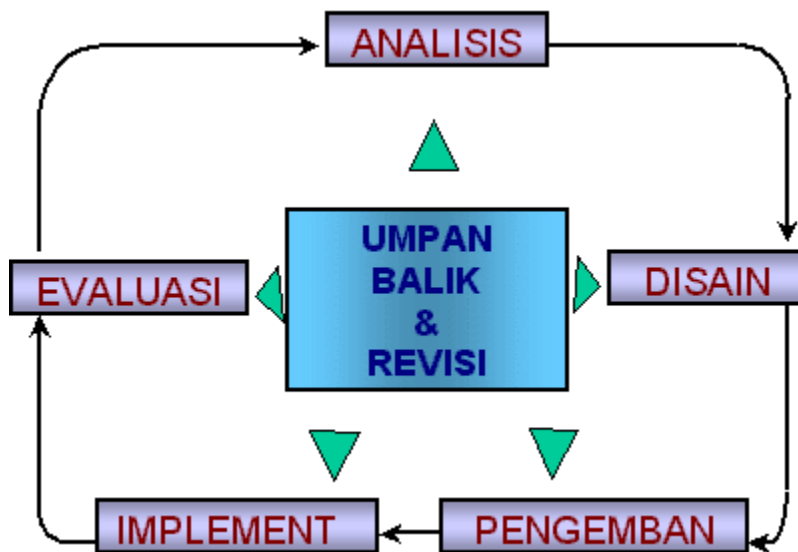 ANALISIS
UMPAN
BALIK
&
REVISI
EVALUASI
DISAIN
IMPLEMENT
PENGEMBAN